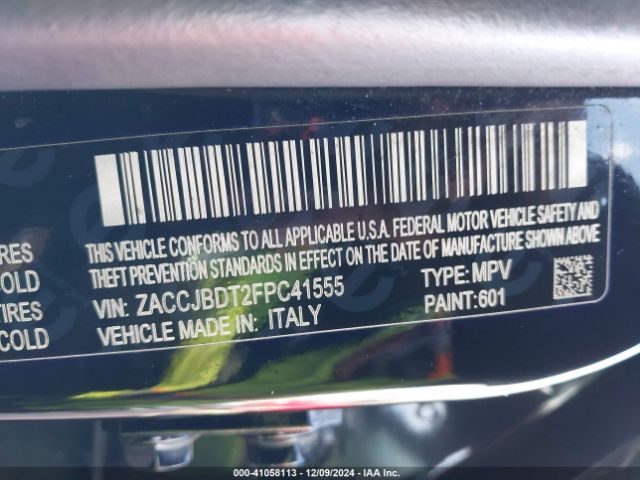 THIS VEHICLE CONFORMS TO ALL APPLICABLE U.S.A. FEDERAL MOTOR VEHICLE SAFETY AND
THEFT PREVENTION STANDARDS IN EFFECT ON THE DATE OF MANUFACTURE SHOWN ABOVE
VIN: ZACCJBDT2FPC41555 TYPE: MPV
VEHICLE MADE IN: ITALY PAINT: 601
COLD
TIRES
COLD
000-41058113 - 12/09/2024 - IAA Inc.